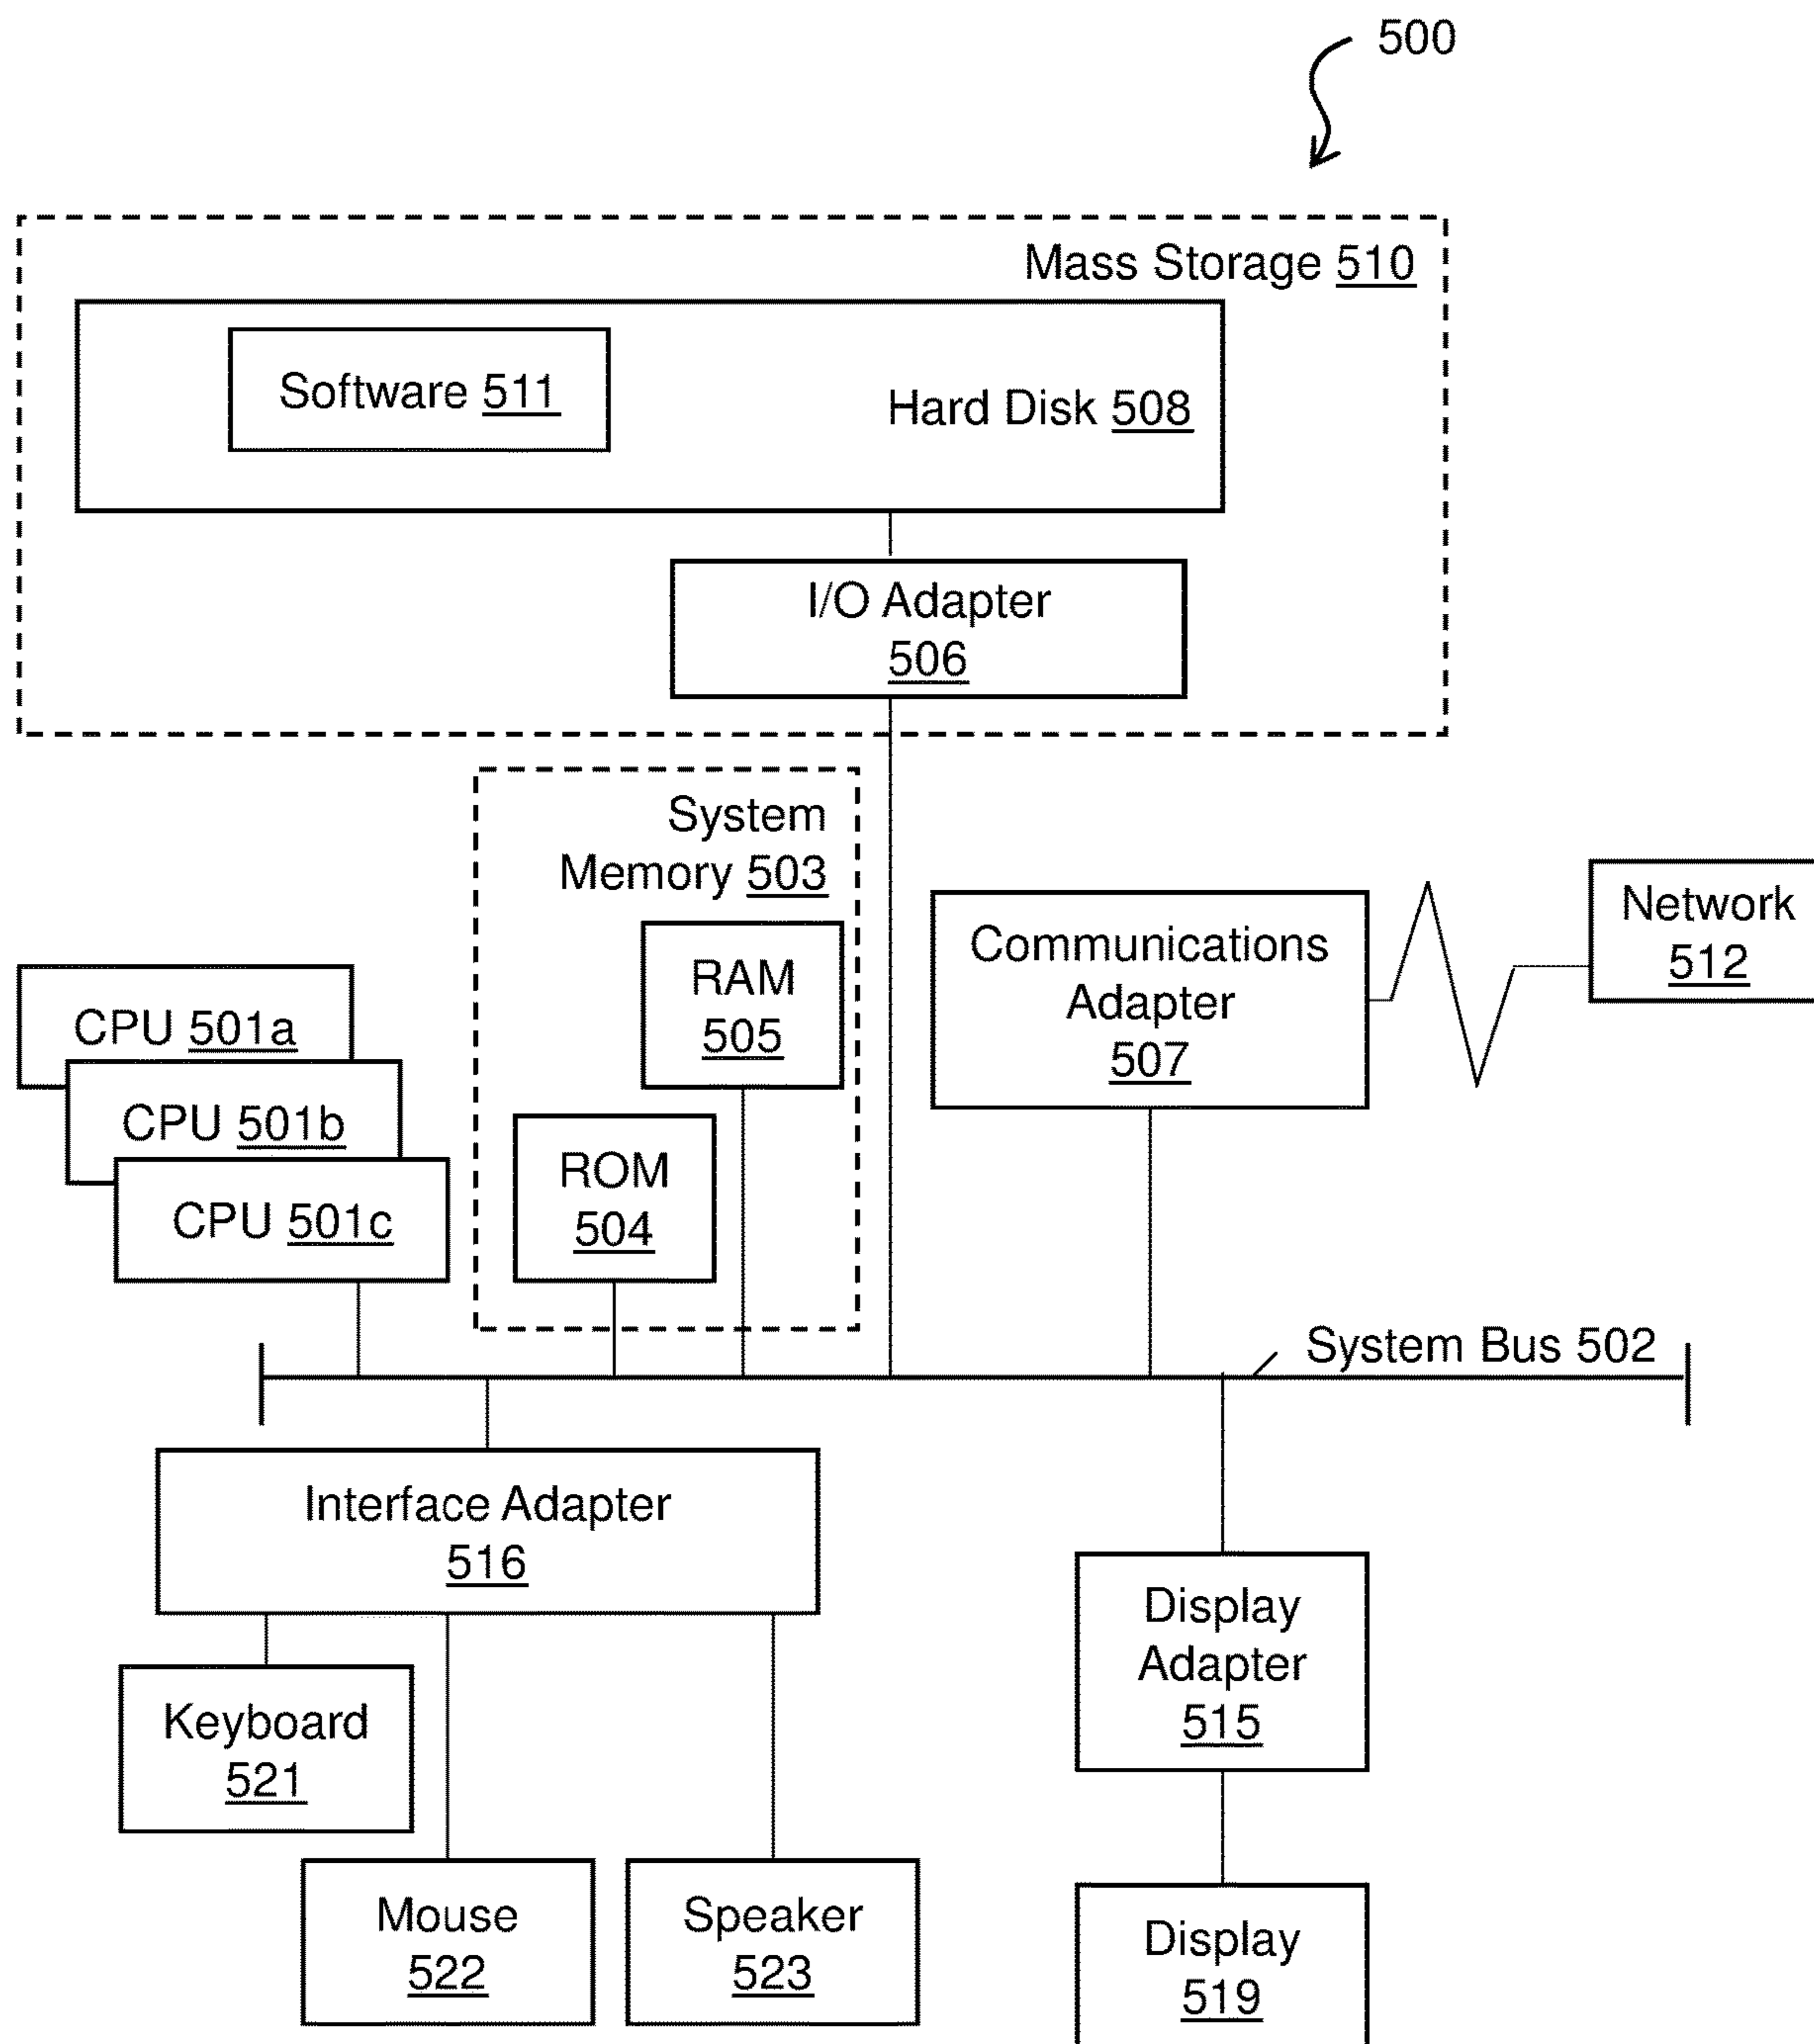 500
Mass Storage 510
Software 511
Hard Disk 508
I/O Adapter
506
System
Memory 503
RAM
505
ROM
504
Communications
Adapter
507
Network
512
CPU 501a
CPU 501b
CPU 501c
System Bus 502
Interface Adapter
516
Keyboard
521
Mouse
522
Speaker
523
Display
Adapter
515
Display
519